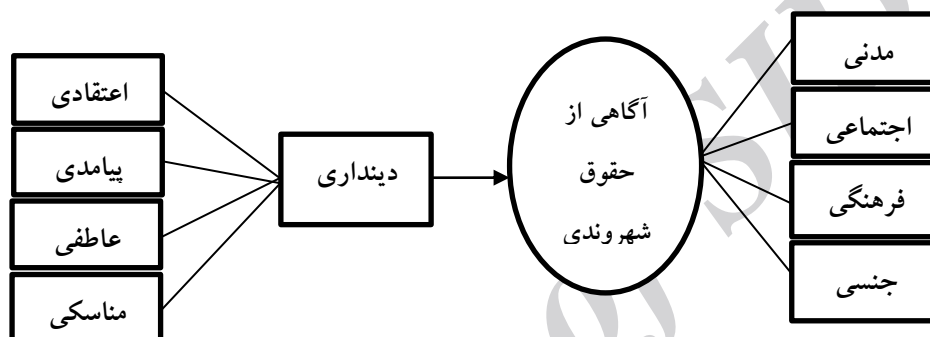 مدنی
اجتماعی
فرهنگی
جنسی
آگاهی از
حقوق
شهروندی
دینداری
اعتقادی
پیامدی
عاطفی
مناسکی